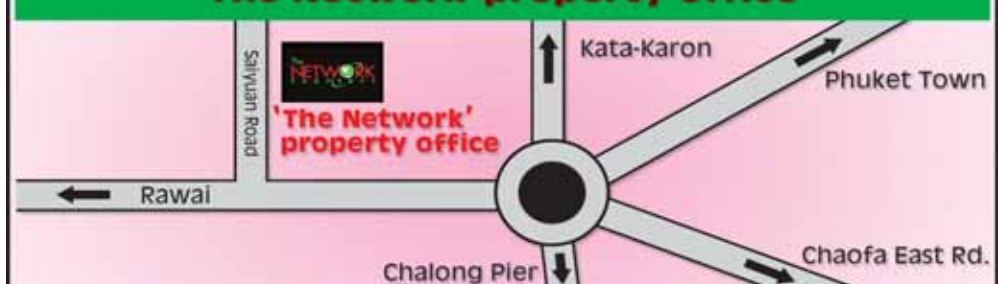 The Network property office
Kata-Karon
Phuket Town
Saiyuan Road
The
NETWORK
'The Network'
property office
Rawai
Chaofa East Rd.
Chalong Pier